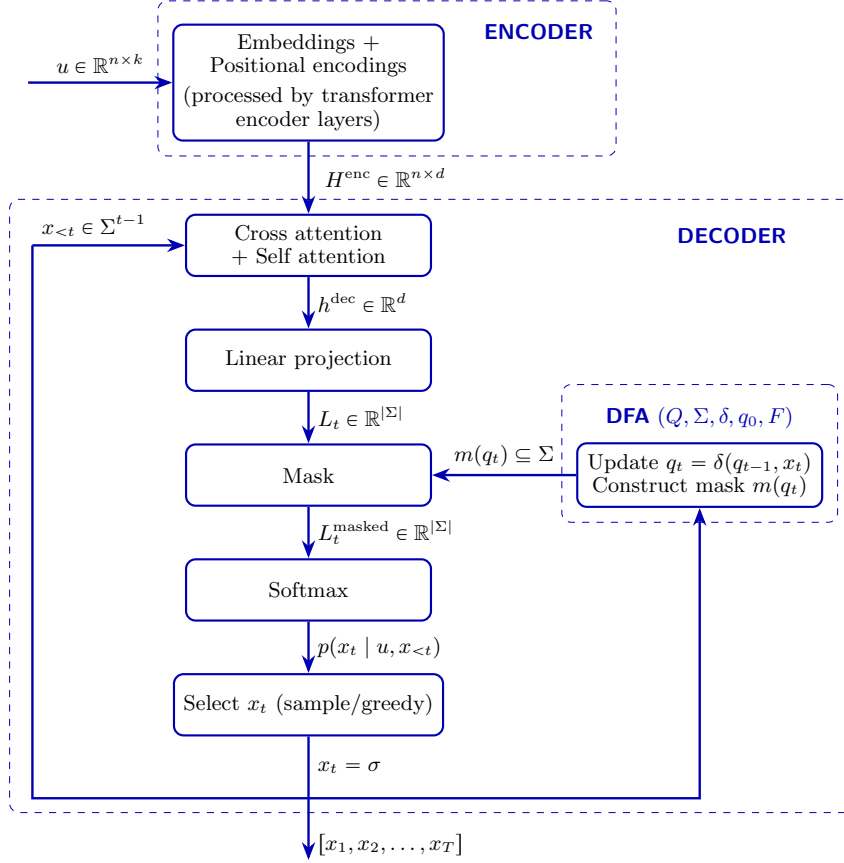 ENCODER
Embeddings +
Positional encodings
(processed by transformer
encoder layers)
u ∈ ℝ^{n×k}
H^{enc} ∈ ℝ^{n×d}
x_{<t} ∈ Σ^{t−1}
DECODER
Cross attention
+ Self attention
h^{dec} ∈ ℝ^d
Linear projection
L_t ∈ ℝ^{|Σ|}
DFA (Q, Σ, δ, q_0, F)
m(q_t) ⊆ Σ
Update q_t = δ(q_{t−1}, x_t)
Construct mask m(q_t)
Mask
L_t^{masked} ∈ ℝ^{|Σ|}
Softmax
p(x_t | u, x_{<t})
Select x_t (sample/greedy)
x_t = σ
[x_1, x_2, . . . , x_T]